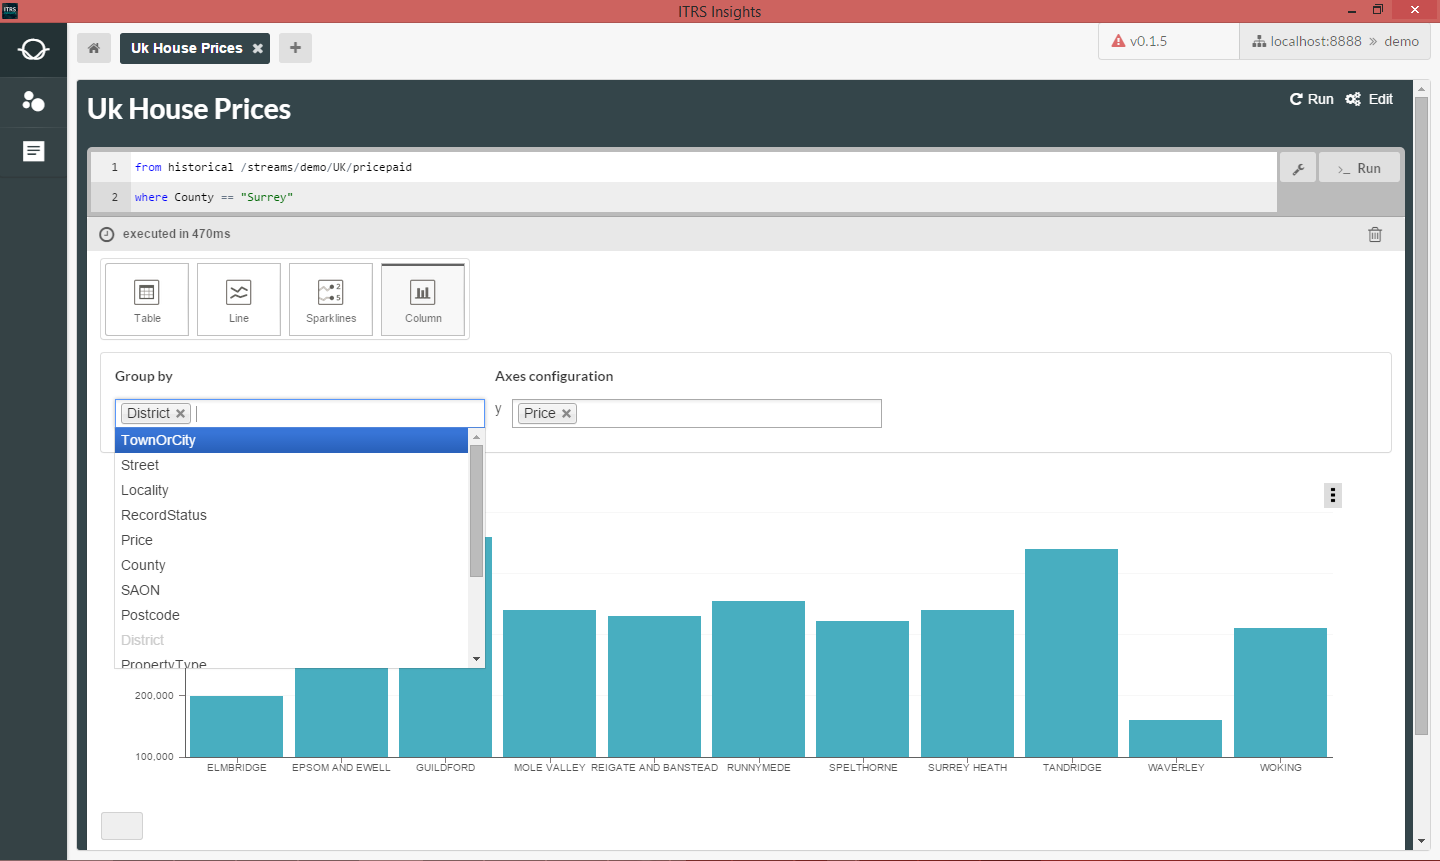 ITRS Insights
ITRS
Uk House Prices
v0.1.5
localhost:8888 » demo
Uk House Prices
Run
Edit
1 from historical /streams/demo/UK/pricepaid
2 where County == "Surrey"
>_ Run
executed in 470ms
Table
Line
2
5
Sparklines
Column
Group by
Axes configuration
District
y
Price
TownOrCity
Street
Locality
RecordStatus
Price
County
SAON
Postcode
District
PropertyType
200,000
100,000
ELMBRIDGE
EPSOM AND EWELL
GUILDFORD
MOLE VALLEY
REIGATE AND BANSTEAD
RUNNYMEDE
SPELTHORNE
SURREY HEATH
TANDRIDGE
WAVERLEY
WOKING